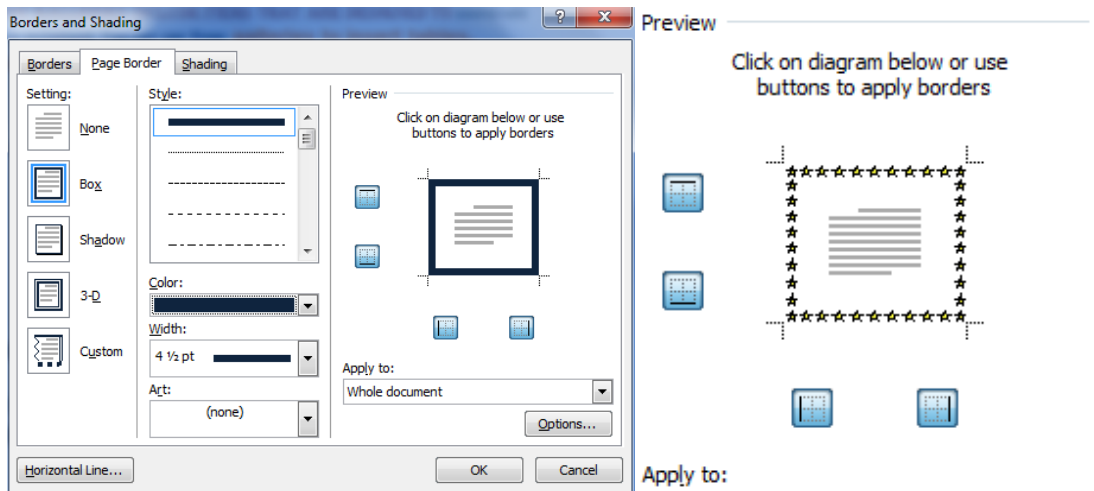 Borders and Shading
?
X
Borders
Page Border
Shading
Setting:
None
Box
Shadow
3-D
Custom
Style:
Color:
Width:
4 ½ pt
Art:
(none)
Preview
Click on diagram below or use
buttons to apply borders
Apply to:
Whole document
Options...
Horizontal Line...
OK
Cancel
Preview
Click on diagram below or use
buttons to apply borders
Apply to: